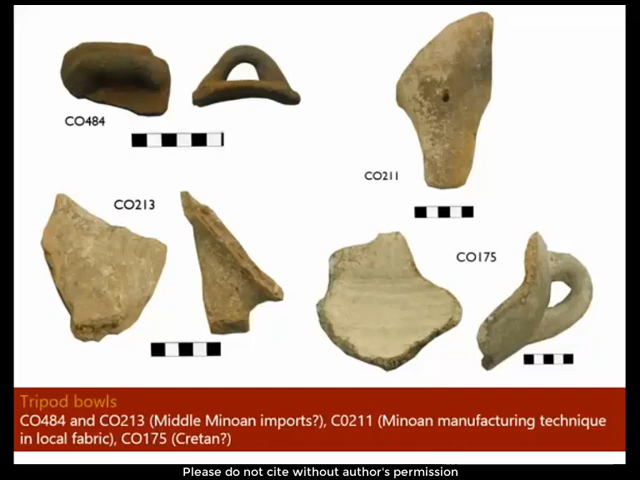 CO484
CO211
CO213
CO175
Tripod bowls
CO484 and CO213 (Middle Minoan imports?), C0211 (Minoan manufacturing technique
in local fabric), CO175 (Cretan?)
Please do not cite without author's permission